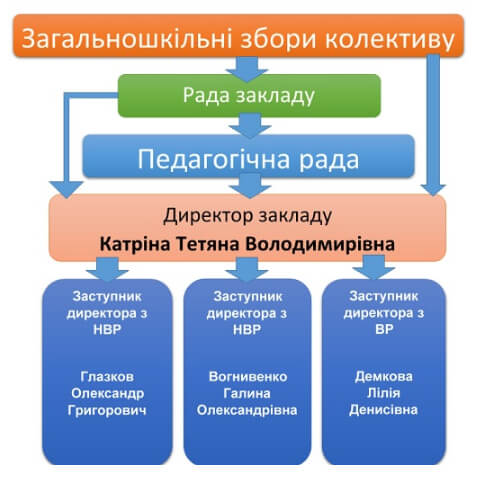 Загальношкільні збори колективу
Рада закладу
Педагогічна рада
Директор закладу
Катріна Тетяна Володимирівна
Заступник
директора з
НВР
Глазков
Олександр
Григорович
Заступник
директора з
НВР
Вогнивенко
Галина
Олександрівна
Заступник
директора з
ВР
Демкова
Лілія
Денисівна